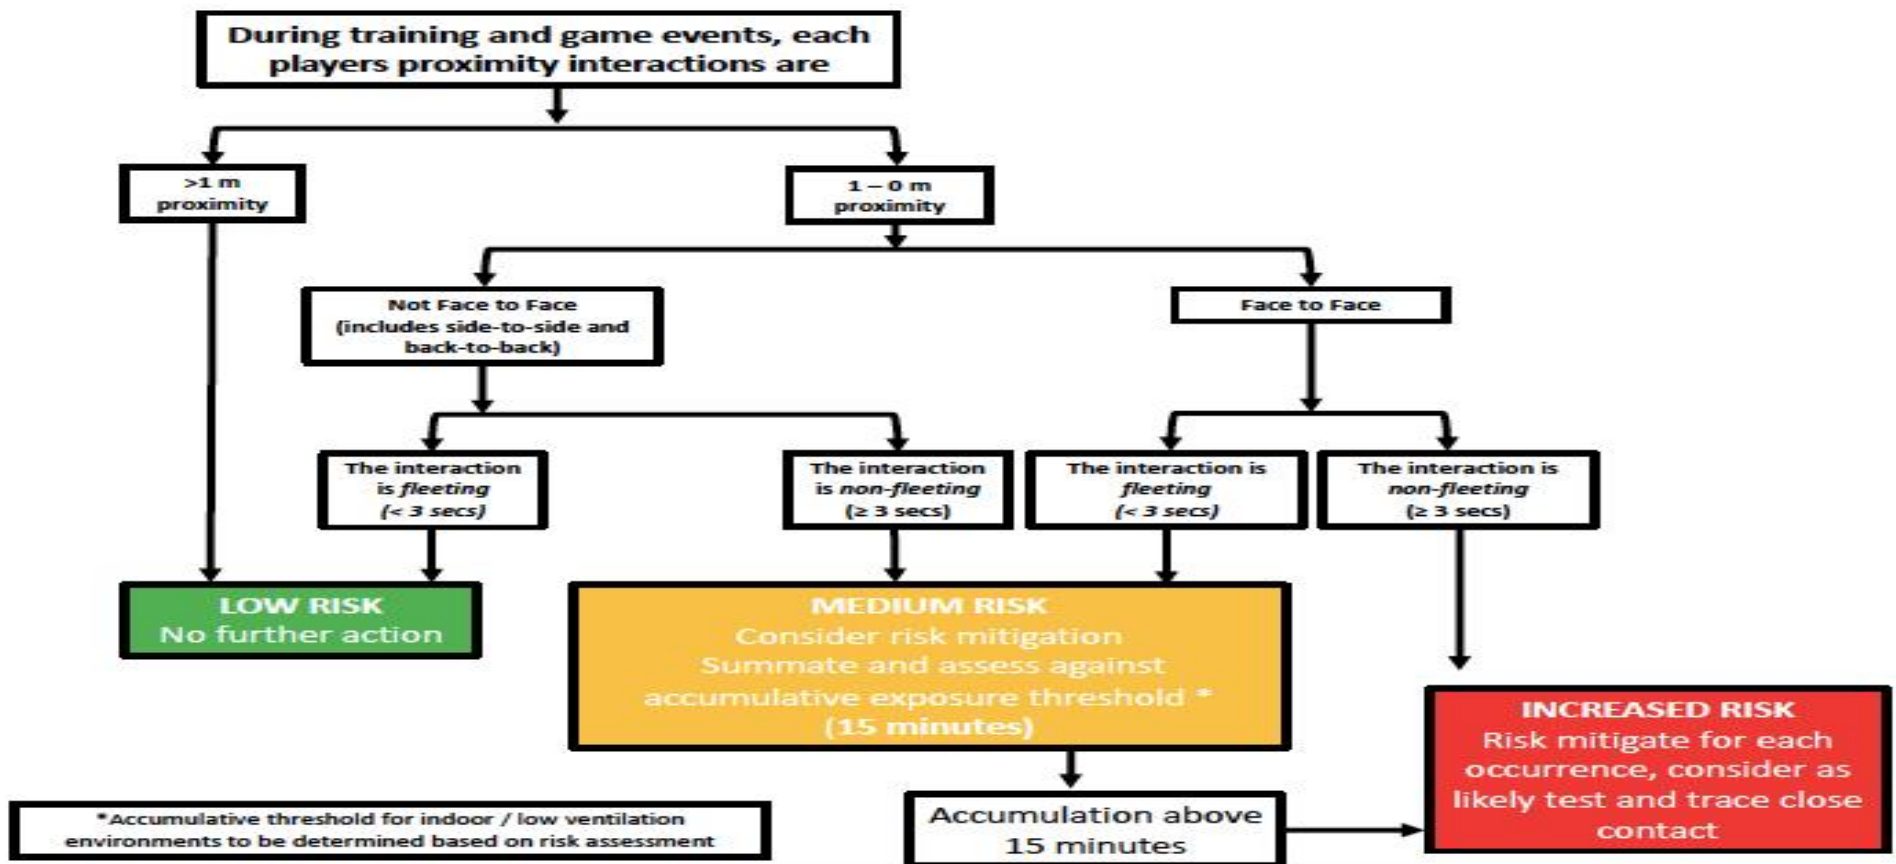 During training and game events, each
players proximity interactions are
>1 m
proximity
1 – 0 m
proximity
Not Face to Face
(includes side-to-side and
back-to-back)
Face to Face
The interaction
is fleeting
(< 3 secs)
The interaction
is non-fleeting
(≥ 3 secs)
The interaction is
fleeting
(< 3 secs)
The interaction is
non-fleeting
(≥ 3 secs)
LOW RISK
No further action
MEDIUM RISK
Consider risk mitigation
Summate and assess against
accumulative exposure threshold *
(15 minutes)
INCREASED RISK
Risk mitigate for each
occurrence, consider as
likely test and trace close
contact
Accumulation above
15 minutes
*Accumulative threshold for indoor / low ventilation
environments to be determined based on risk assessment